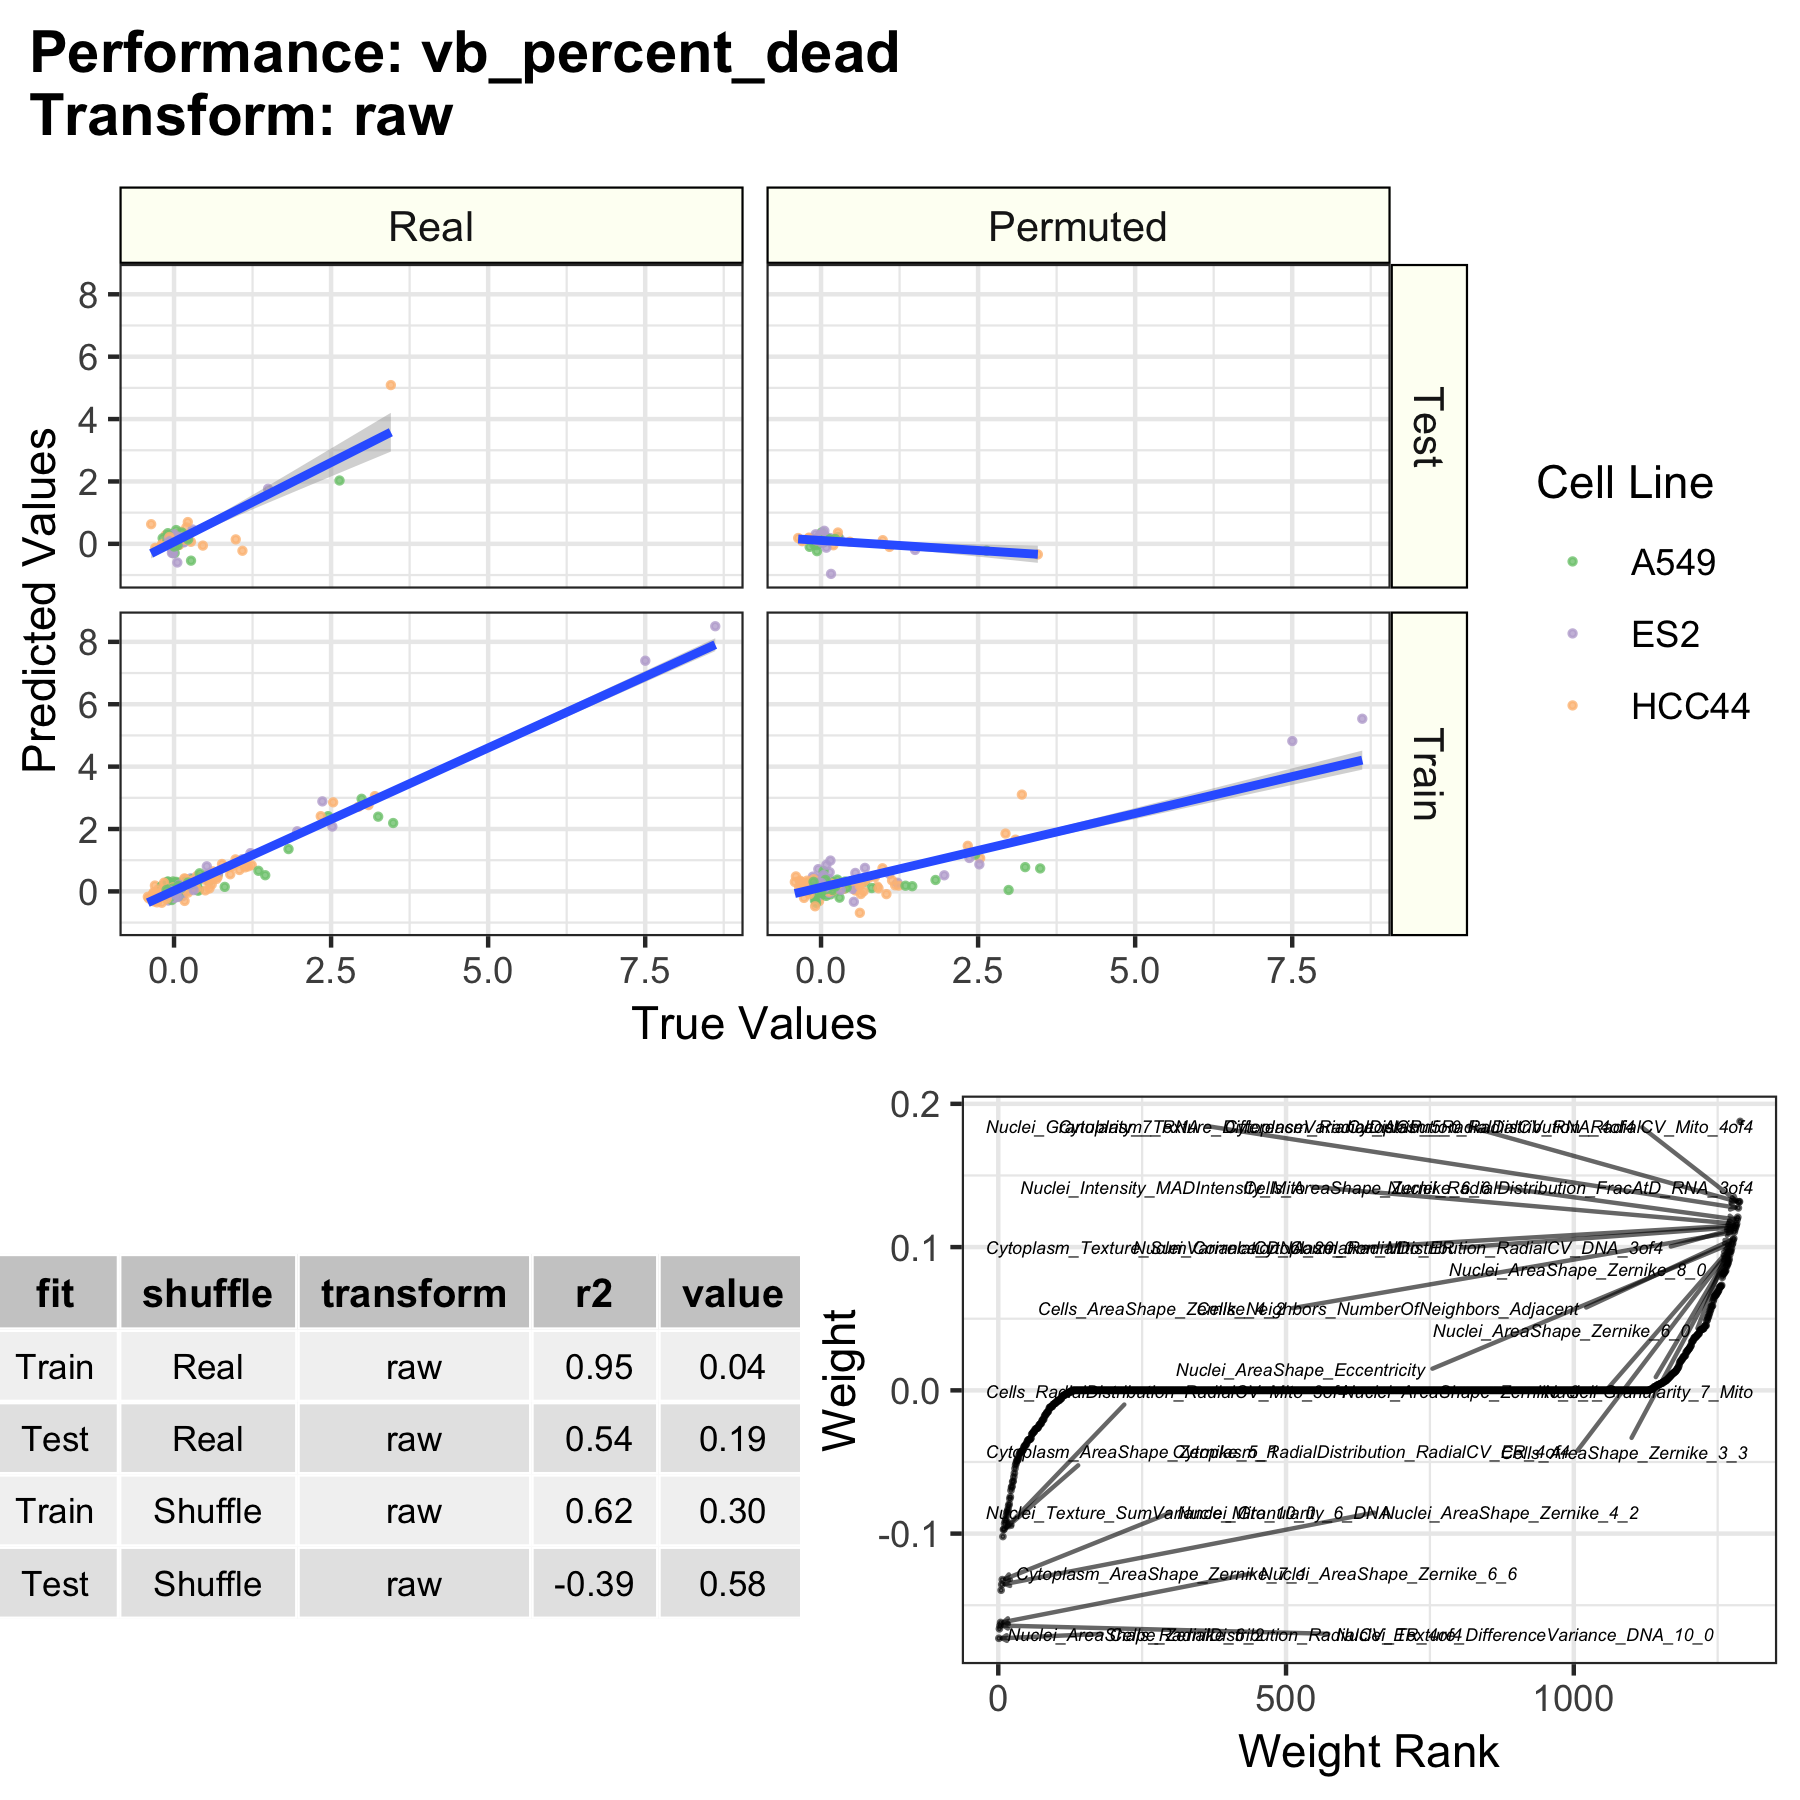 Performance: vb_percent_dead
Transform: raw
Real
Permuted
8
6
4
2
0
Test
8
6
4
2
0
Train
Predicted Values
0.0 2.5 5.0 7.5
0.0 2.5 5.0 7.5
True Values
Cell Line
A549
ES2
HCC44
fit shuffle transform r2 value
Train Real raw 0.95 0.04
Test Real raw 0.54 0.19
Train Shuffle raw 0.62 0.30
Test Shuffle raw -0.39 0.58
Weight
0.2
0.1
0.0
-0.1
Nuclei_Intensity_MADIntensity_Mito
Nuclei_AreaShape_Zernike_8_0
Cells_Neighbors_NumberOfNeighbors_Adjacent
Nuclei_AreaShape_Zernike_6_0
Nuclei_AreaShape_Eccentricity
Cells_AreaShape_Zernike_3_3
Nuclei_AreaShape_Zernike_4_2
Nuclei_AreaShape_Zernike_6_6
0 500 1000
Weight Rank